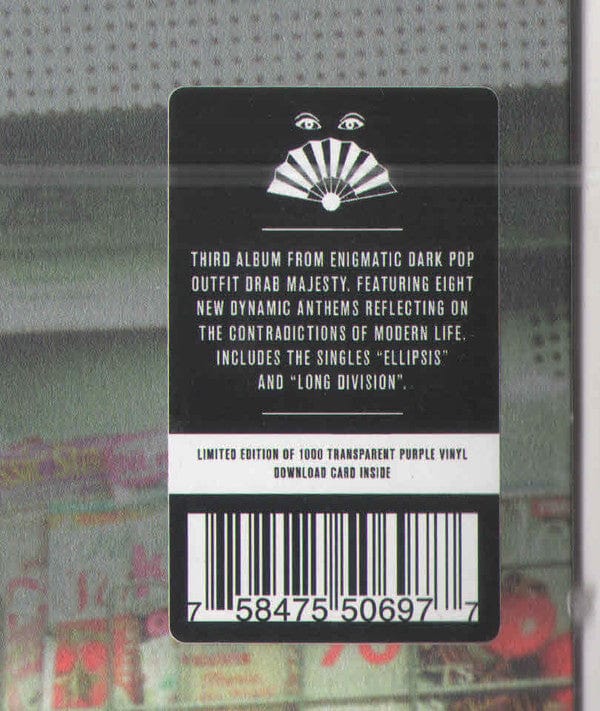 THIRD ALBUM FROM ENIGMATIC DARK POP
OUTFIT DRAB MAJESTY. FEATURING EIGHT
NEW DYNAMIC ANTHEMS REFLECTING ON
THE CONTRADICTIONS OF MODERN LIFE.
INCLUDES THE SINGLES “ELLIPSIS”
AND “LONG DIVISION”.
LIMITED EDITION OF 1000 TRANSPARENT PURPLE VINYL
DOWNLOAD CARD INSIDE
7 58475 50697 7